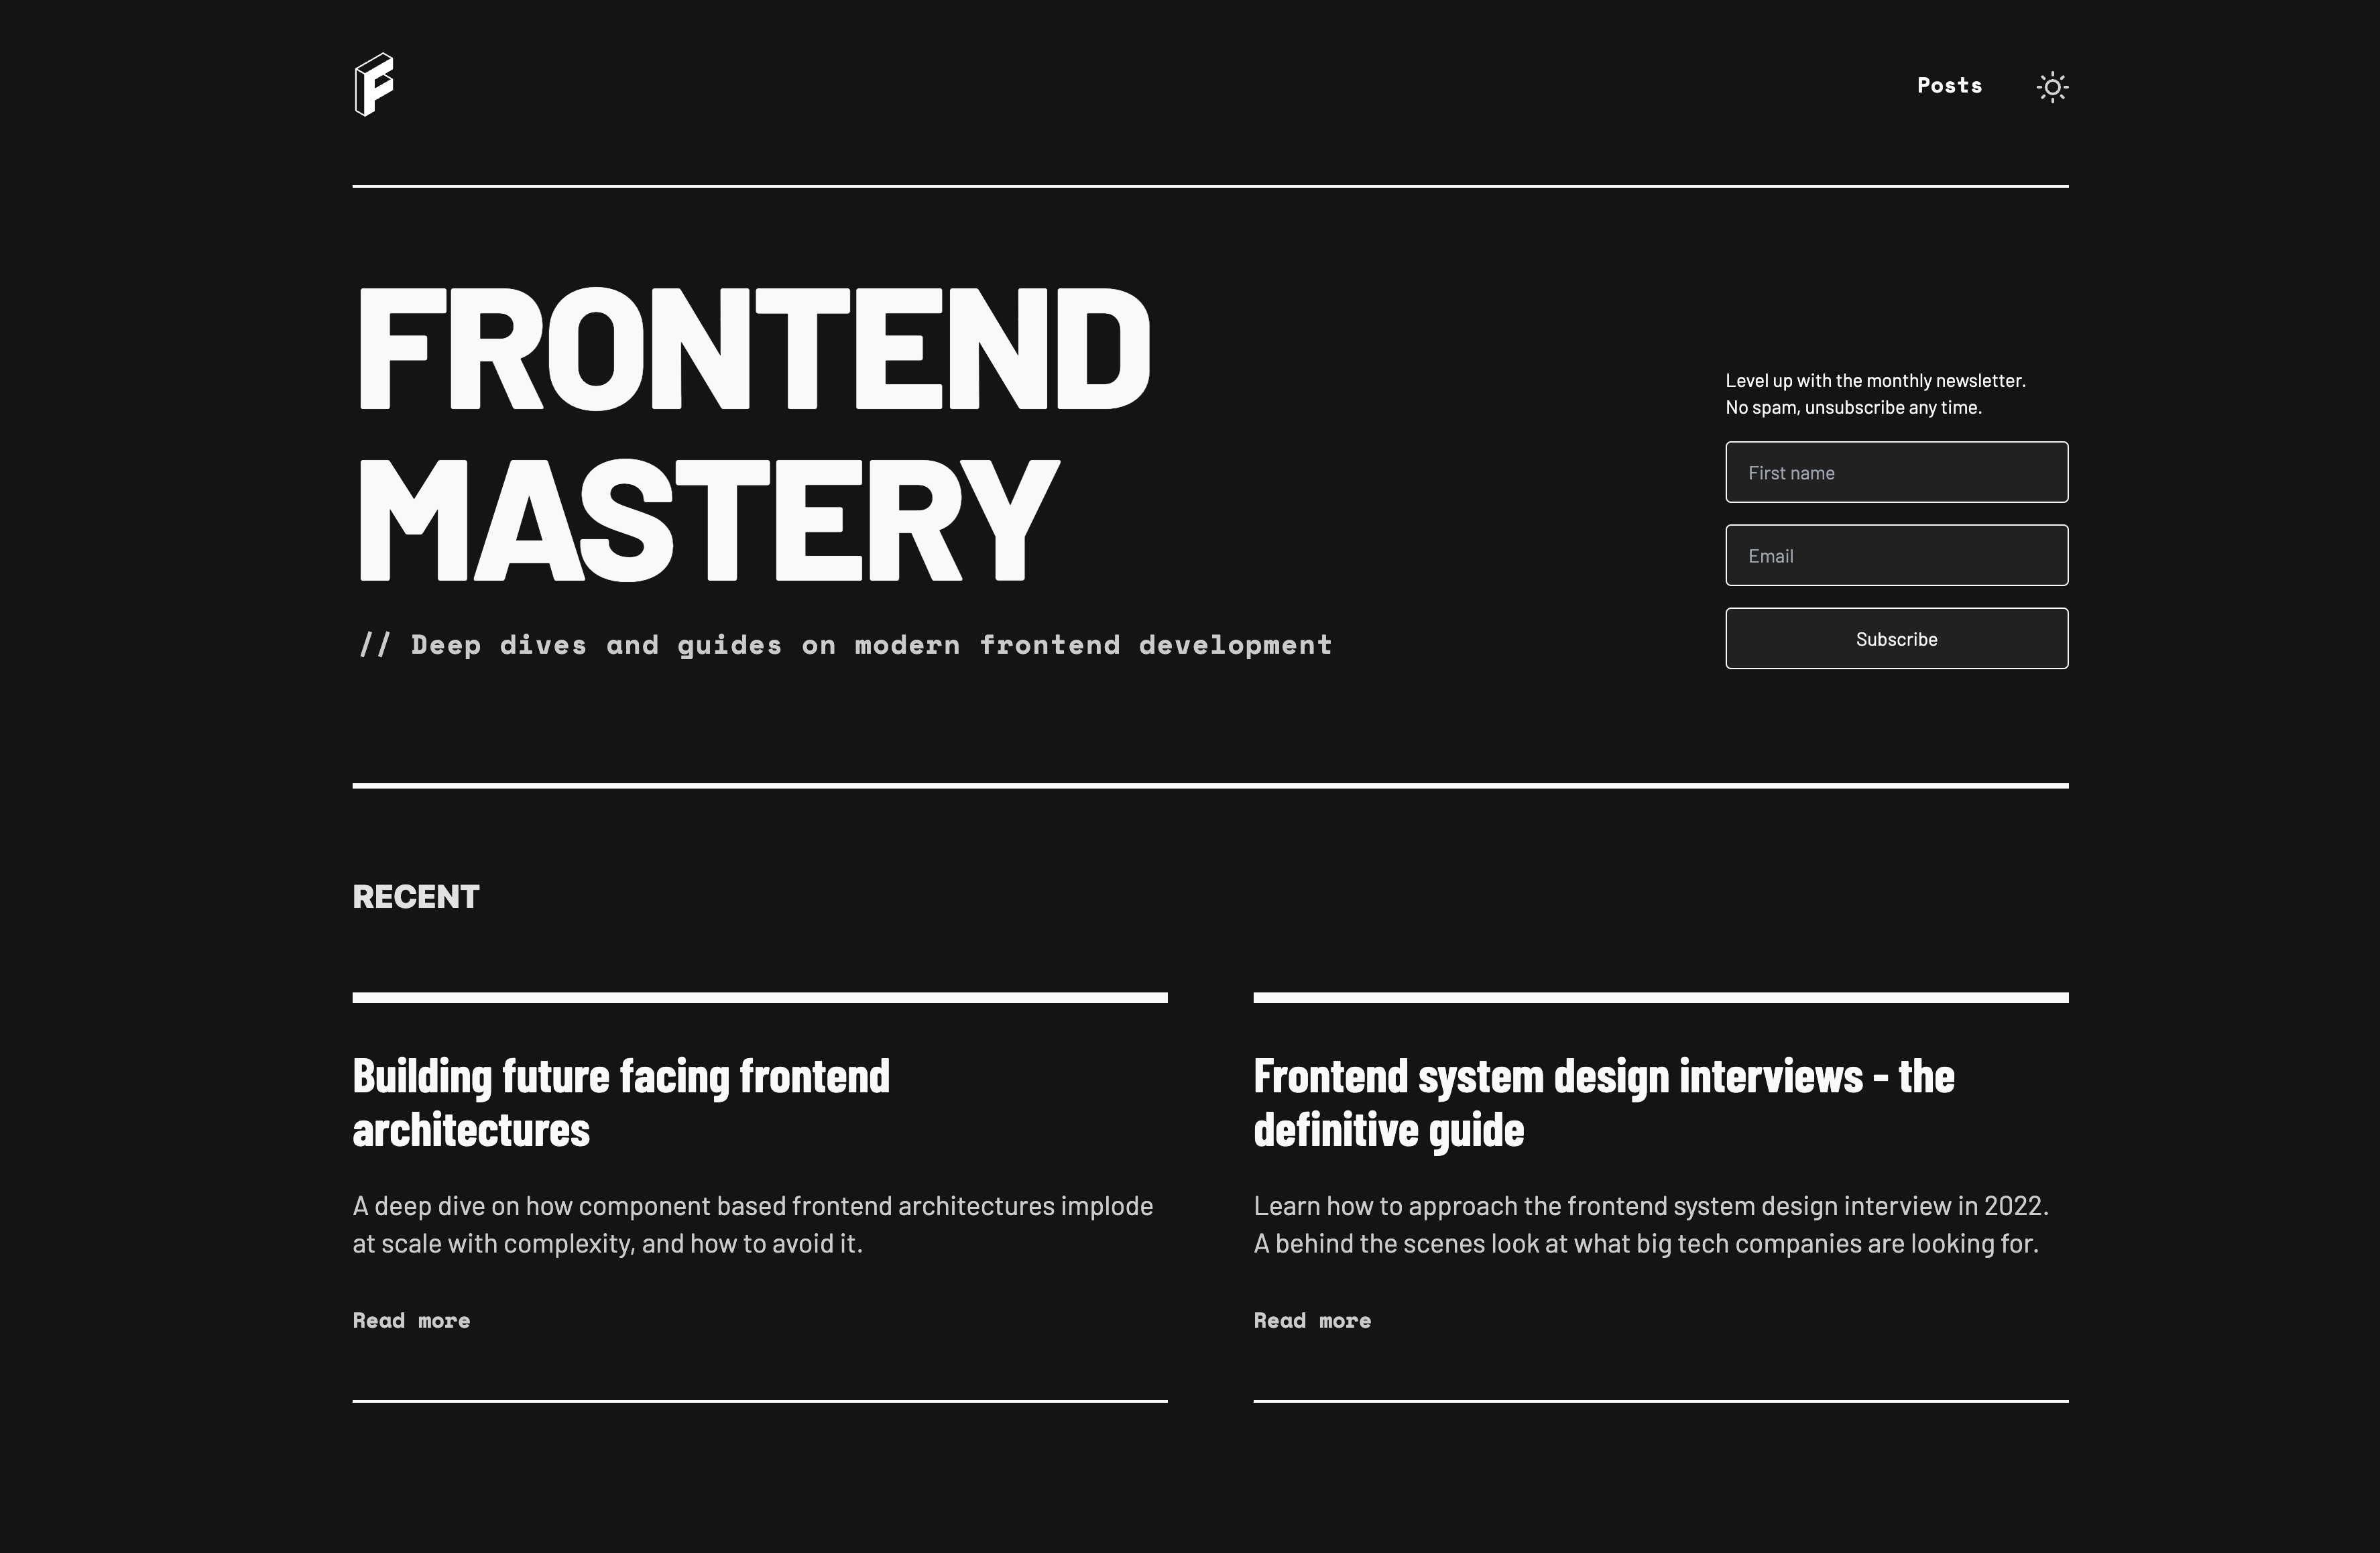 F
Posts
FRONTEND
MASTERY
// Deep dives and guides on modern frontend development
Level up with the monthly newsletter.
No spam, unsubscribe any time.
First name
Email
Subscribe
RECENT
Building future facing frontend
architectures
A deep dive on how component based frontend architectures implode
at scale with complexity, and how to avoid it.
Read more
Frontend system design interviews - the
definitive guide
Learn how to approach the frontend system design interview in 2022.
A behind the scenes look at what big tech companies are looking for.
Read more